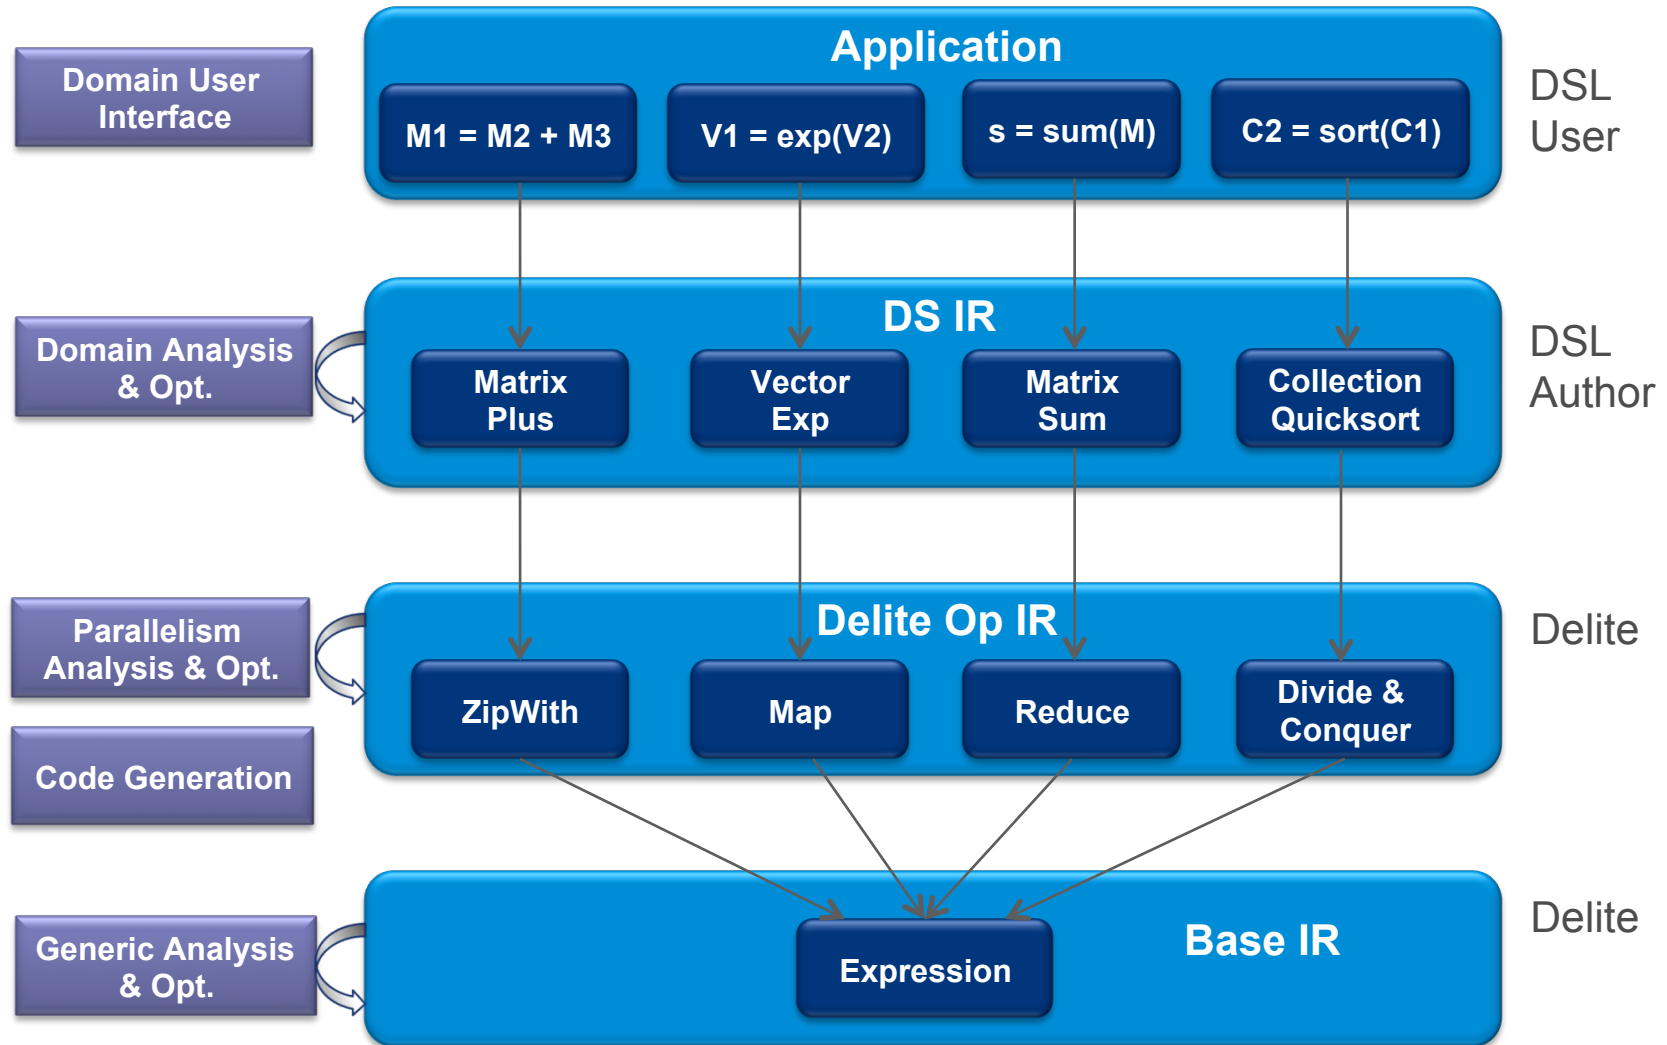 Application
Domain User
Interface
M1 = M2 + M3
V1 = exp(V2)
s = sum(M)
C2 = sort(C1)
DSL
User
DS IR
Domain Analysis
& Opt.
Matrix
Plus
Vector
Exp
Matrix
Sum
Collection
Quicksort
DSL
Author
Delite Op IR
Parallelism
Analysis & Opt.
ZipWith
Map
Reduce
Divide &
Conquer
Delite
Code Generation
Base IR
Generic Analysis
& Opt.
Expression
Delite